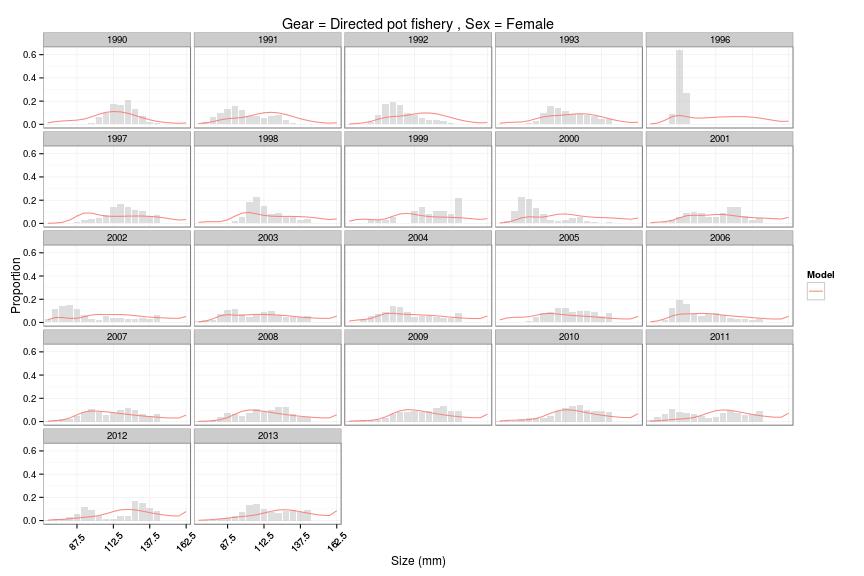 Gear = Directed pot fishery , Sex = Female
1990 1991 1992 1993 1996
0.6
0.4
0.2
0.0
1997 1998 1999 2000 2001
0.6
0.4
0.2
0.0
2002 2003 2004 2005 2006
0.6
0.4
0.2
0.0
2007 2008 2009 2010 2011
0.6
0.4
0.2
0.0
2012 2013
0.6
0.4
0.2
0.0
87.5 112.5 137.5 162.5 87.5 112.5 137.5 162.5
Size (mm)
Proportion
Model